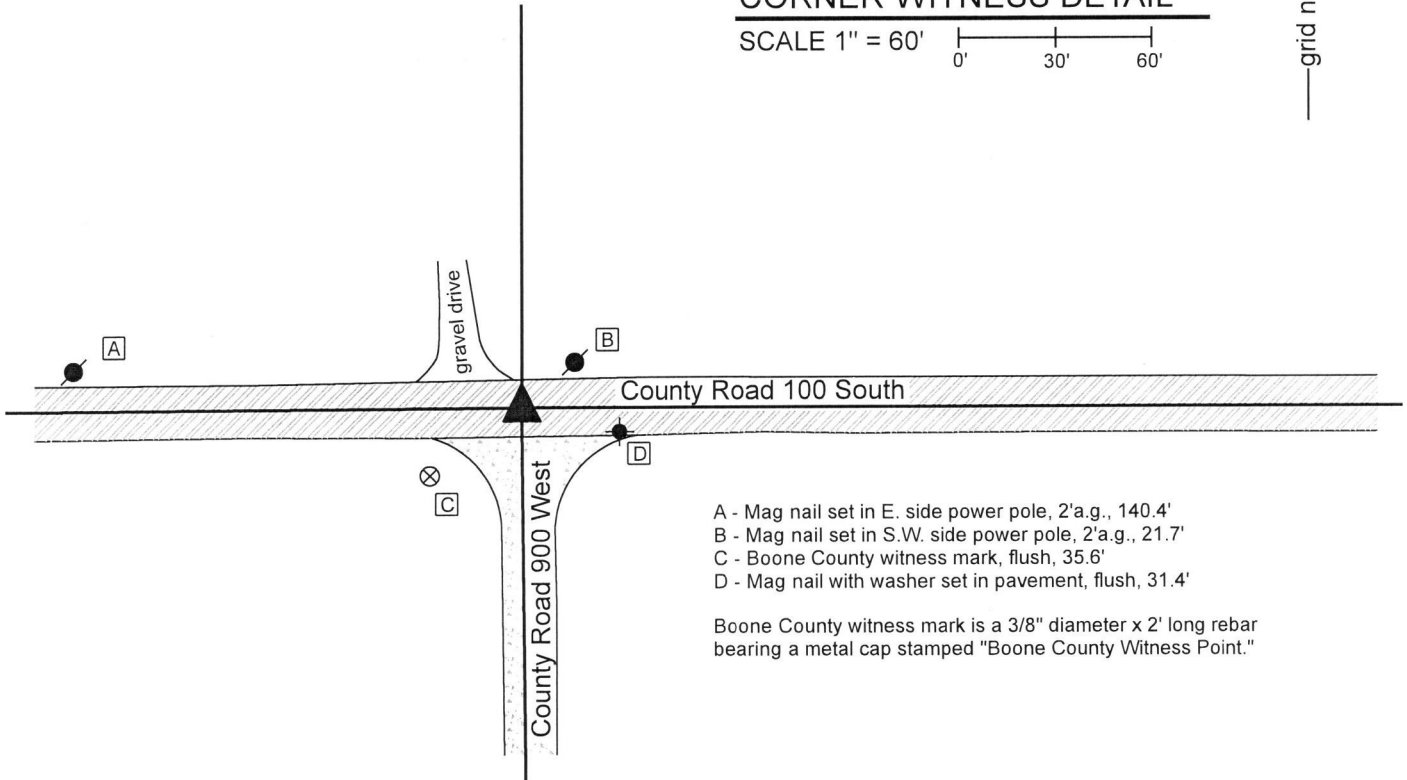 CORNER WITNESS DETAIL
SCALE 1" = 60'
0' 30' 60'
grid n
gravel drive
A
B
County Road 100 South
D
C
County Road 900 West
A - Mag nail set in E. side power pole, 2'a.g., 140.4'
B - Mag nail set in S.W. side power pole, 2'a.g., 21.7'
C - Boone County witness mark, flush, 35.6'
D - Mag nail with washer set in pavement, flush, 31.4'
Boone County witness mark is a 3/8" diameter x 2' long rebar
bearing a metal cap stamped "Boone County Witness Point."